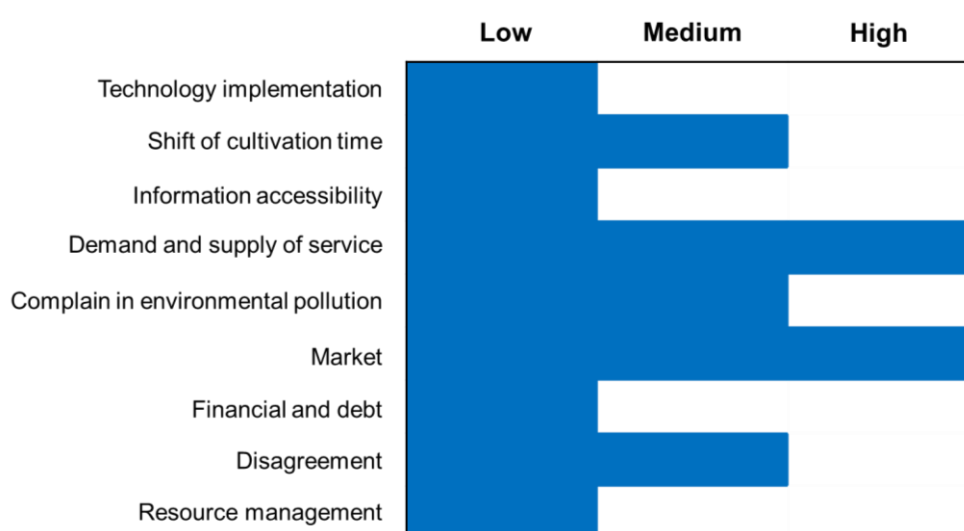 Low Medium High
Technology implementation
Shift of cultivation time
Information accessibility
Demand and supply of service
Complain in environmental pollution
Market
Financial and debt
Disagreement
Resource management